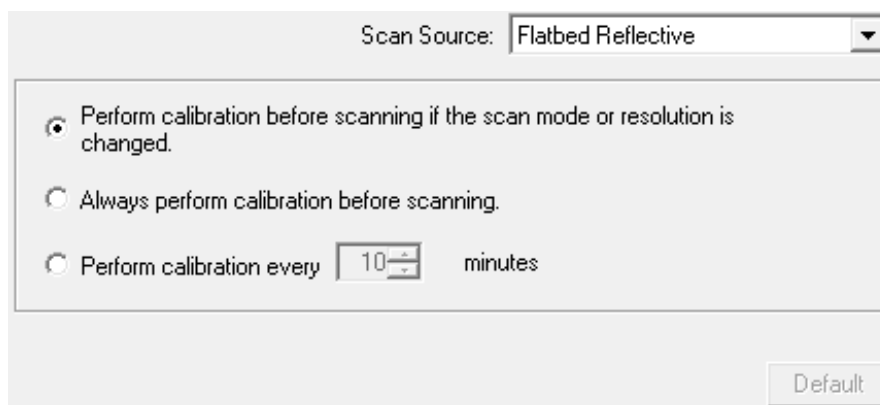 Scan Source: Flatbed Reflective
Perform calibration before scanning if the scan mode or resolution is
changed.
Always perform calibration before scanning.
Perform calibration every 10 minutes
Default